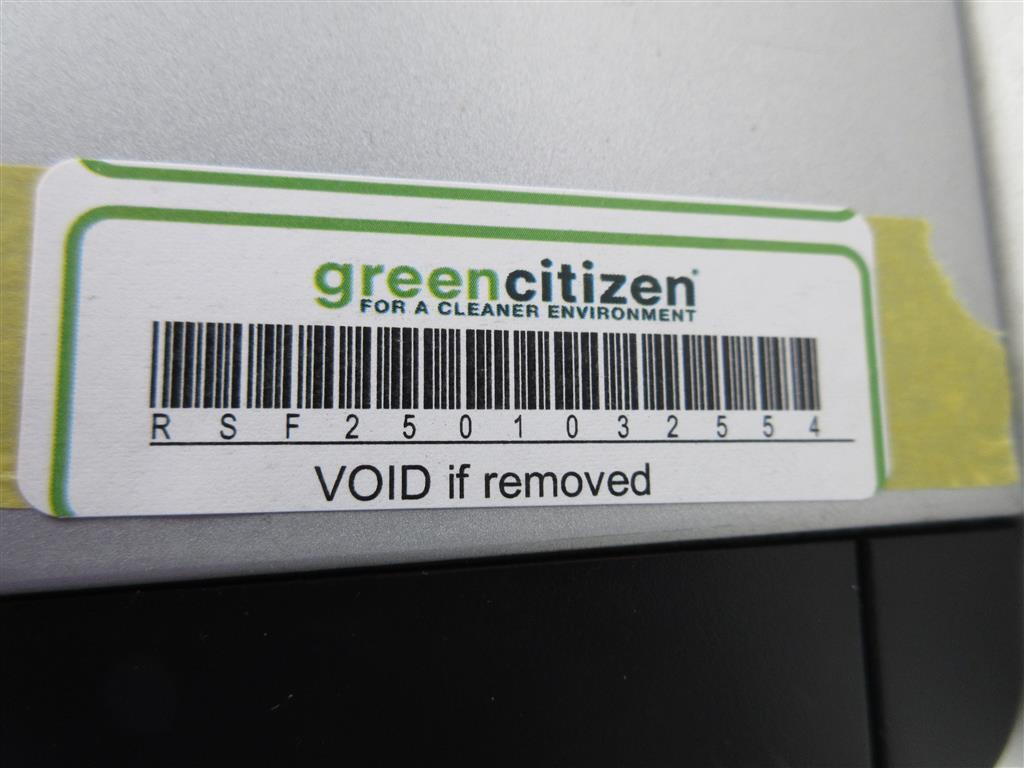 greencitizen
FOR A CLEANER ENVIRONMENT
RSF2501032554
VOID if removed